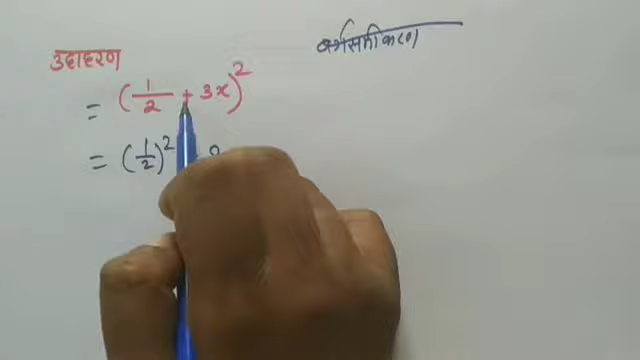 वर्गसमीकरण
उदाहरण
= (1/2 + 3x)²
= (1/2)²